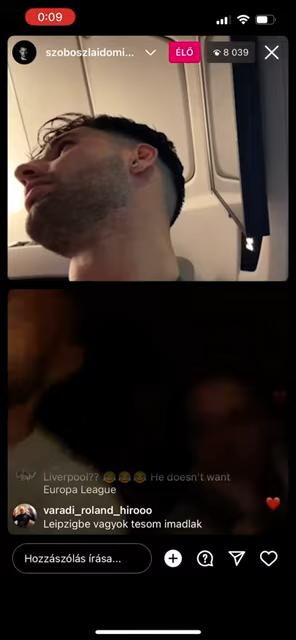 0:09
szoboszlaidomi...
ÉLŐ
8 039
Liverpool?? 😂😂😂 He doesn't want
Europa League
varadi_roland_hirooo
Leipzigbe vagyok tesom imadlak
Hozzászólás írása...